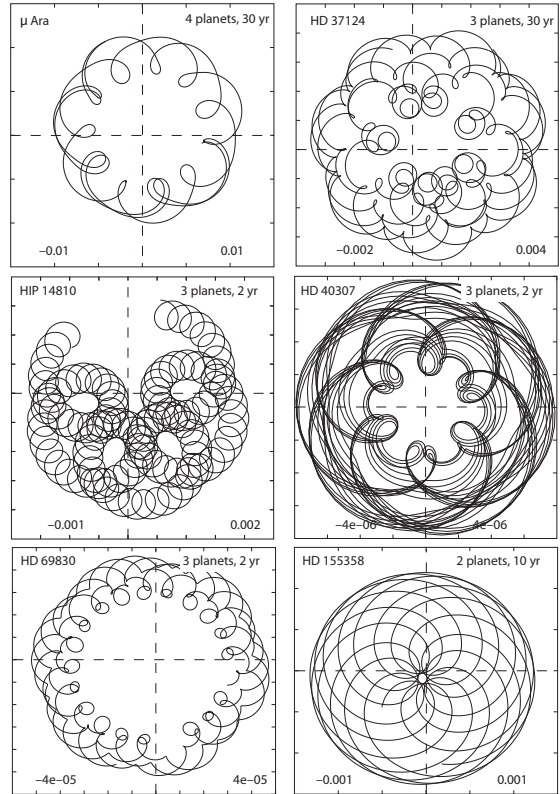 μ Ara
4 planets, 30 yr
−0.01
0.01
HD 37124
3 planets, 30 yr
−0.002
0.004
HIP 14810
3 planets, 2 yr
−0.001
0.002
HD 40307
3 planets, 2 yr
−4e−06
4e−06
HD 69830
3 planets, 2 yr
−4e−05
4e−05
HD 155358
2 planets, 10 yr
−0.001
0.001